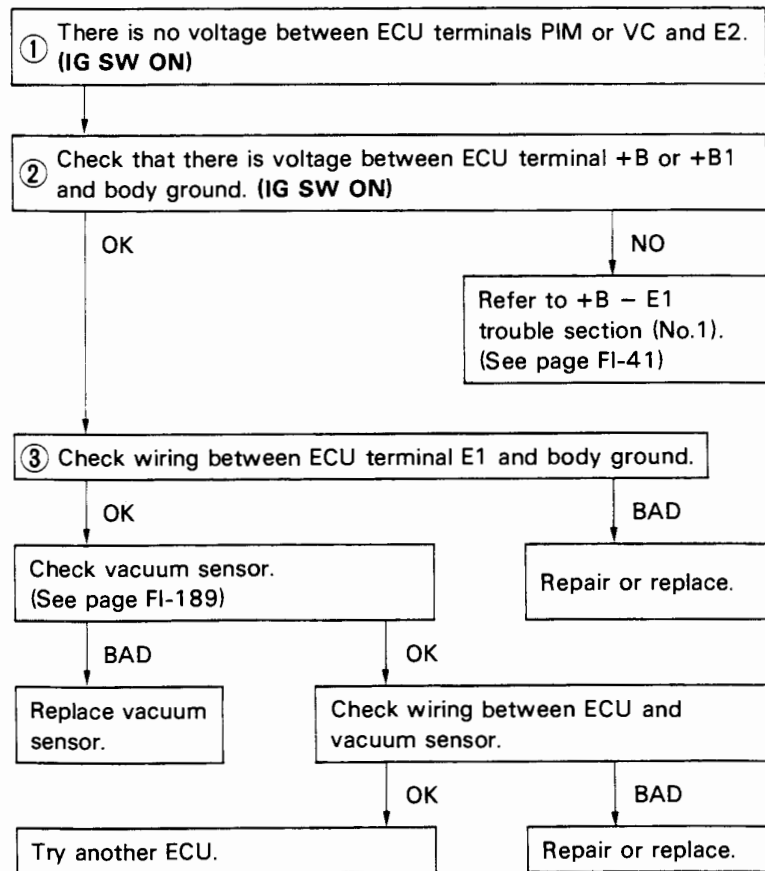 ① There is no voltage between ECU terminals PIM or VC and E2.
(IG SW ON)
② Check that there is voltage between ECU terminal +B or +B1
and body ground. (IG SW ON)
OK
NO
Refer to +B – E1
trouble section (No.1).
(See page FI-41)
③ Check wiring between ECU terminal E1 and body ground.
OK
BAD
Check vacuum sensor.
(See page FI-189)
Repair or replace.
BAD
OK
Replace vacuum
sensor.
Check wiring between ECU and
vacuum sensor.
OK
BAD
Try another ECU.
Repair or replace.